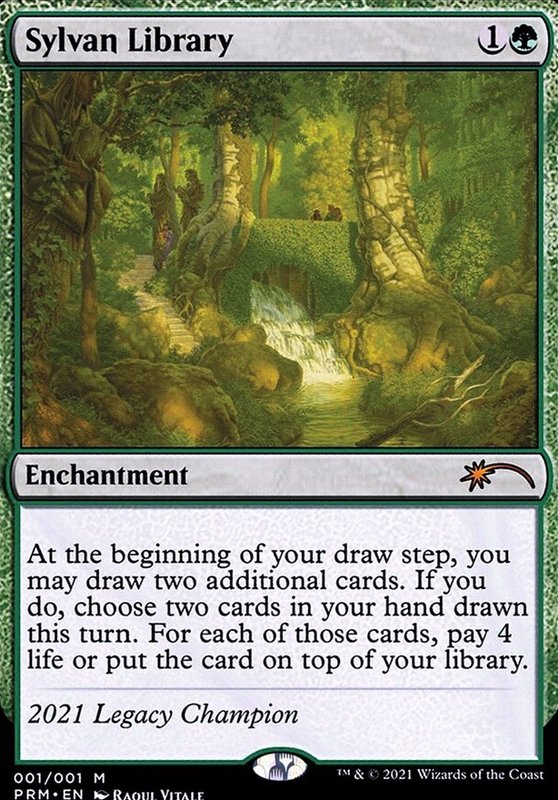 Sylvan Library
1
Enchantment
At the beginning of your draw step, you
may draw two additional cards. If you
do, choose two cards in your hand drawn
this turn. For each of those cards, pay 4
life or put the card on top of your library.
2021 Legacy Champion
001/001 M
PRM • EN Raoul Vitale
™ & © 2021 Wizards of the Coast